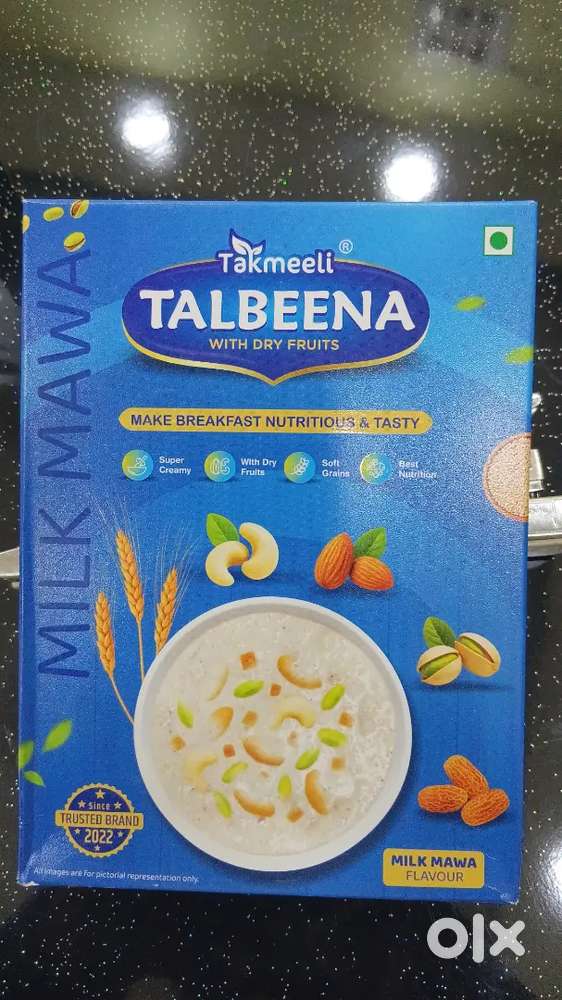 Takmeeli ®
TALBEENA
WITH DRY FRUITS
MILK MAWA
MAKE BREAKFAST NUTRITIOUS & TASTY
Super
Creamy
With Dry
Fruits
Soft
Grains
Best
Nutrition
Since
TRUSTED BRAND
2022
MILK MAWA
FLAVOUR
All images are for pictorial representation only.
olx